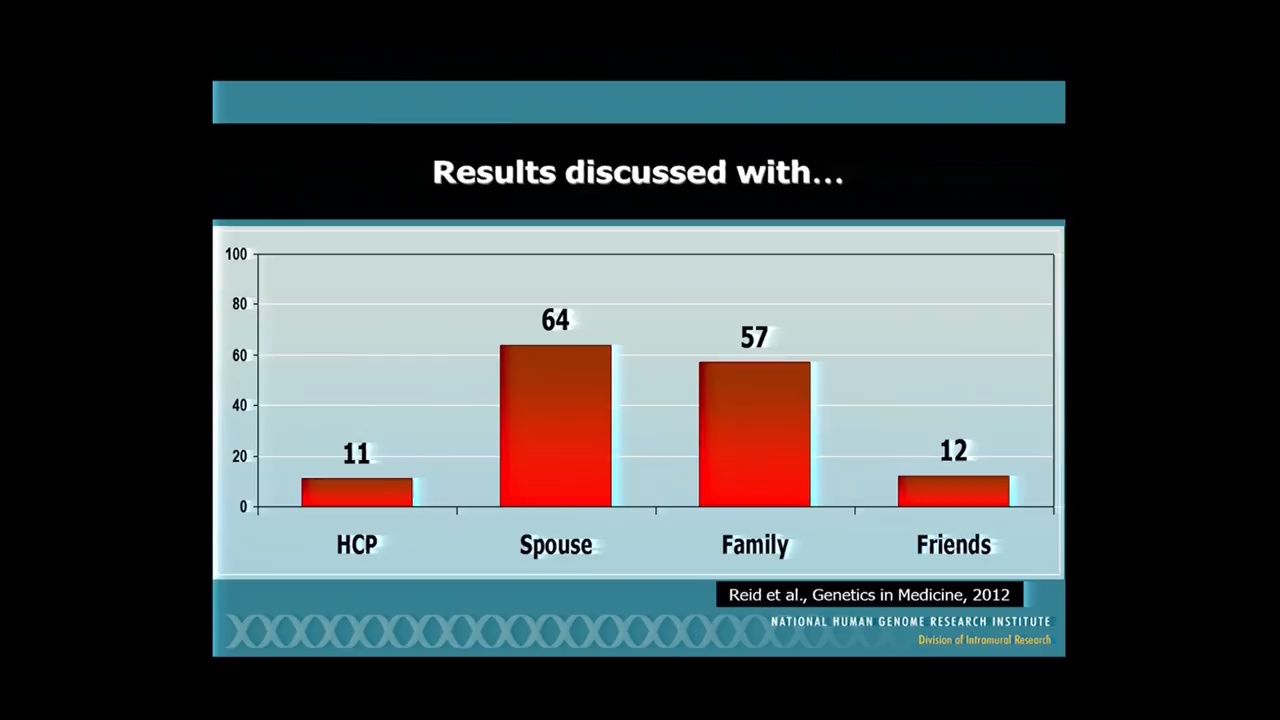 Results discussed with...
100
80
60
40
20
0
11
64
57
12
HCP
Spouse
Family
Friends
Reid et al., Genetics in Medicine, 2012
NATIONAL HUMAN GENOME RESEARCH INSTITUTE
Division of Intramural Research